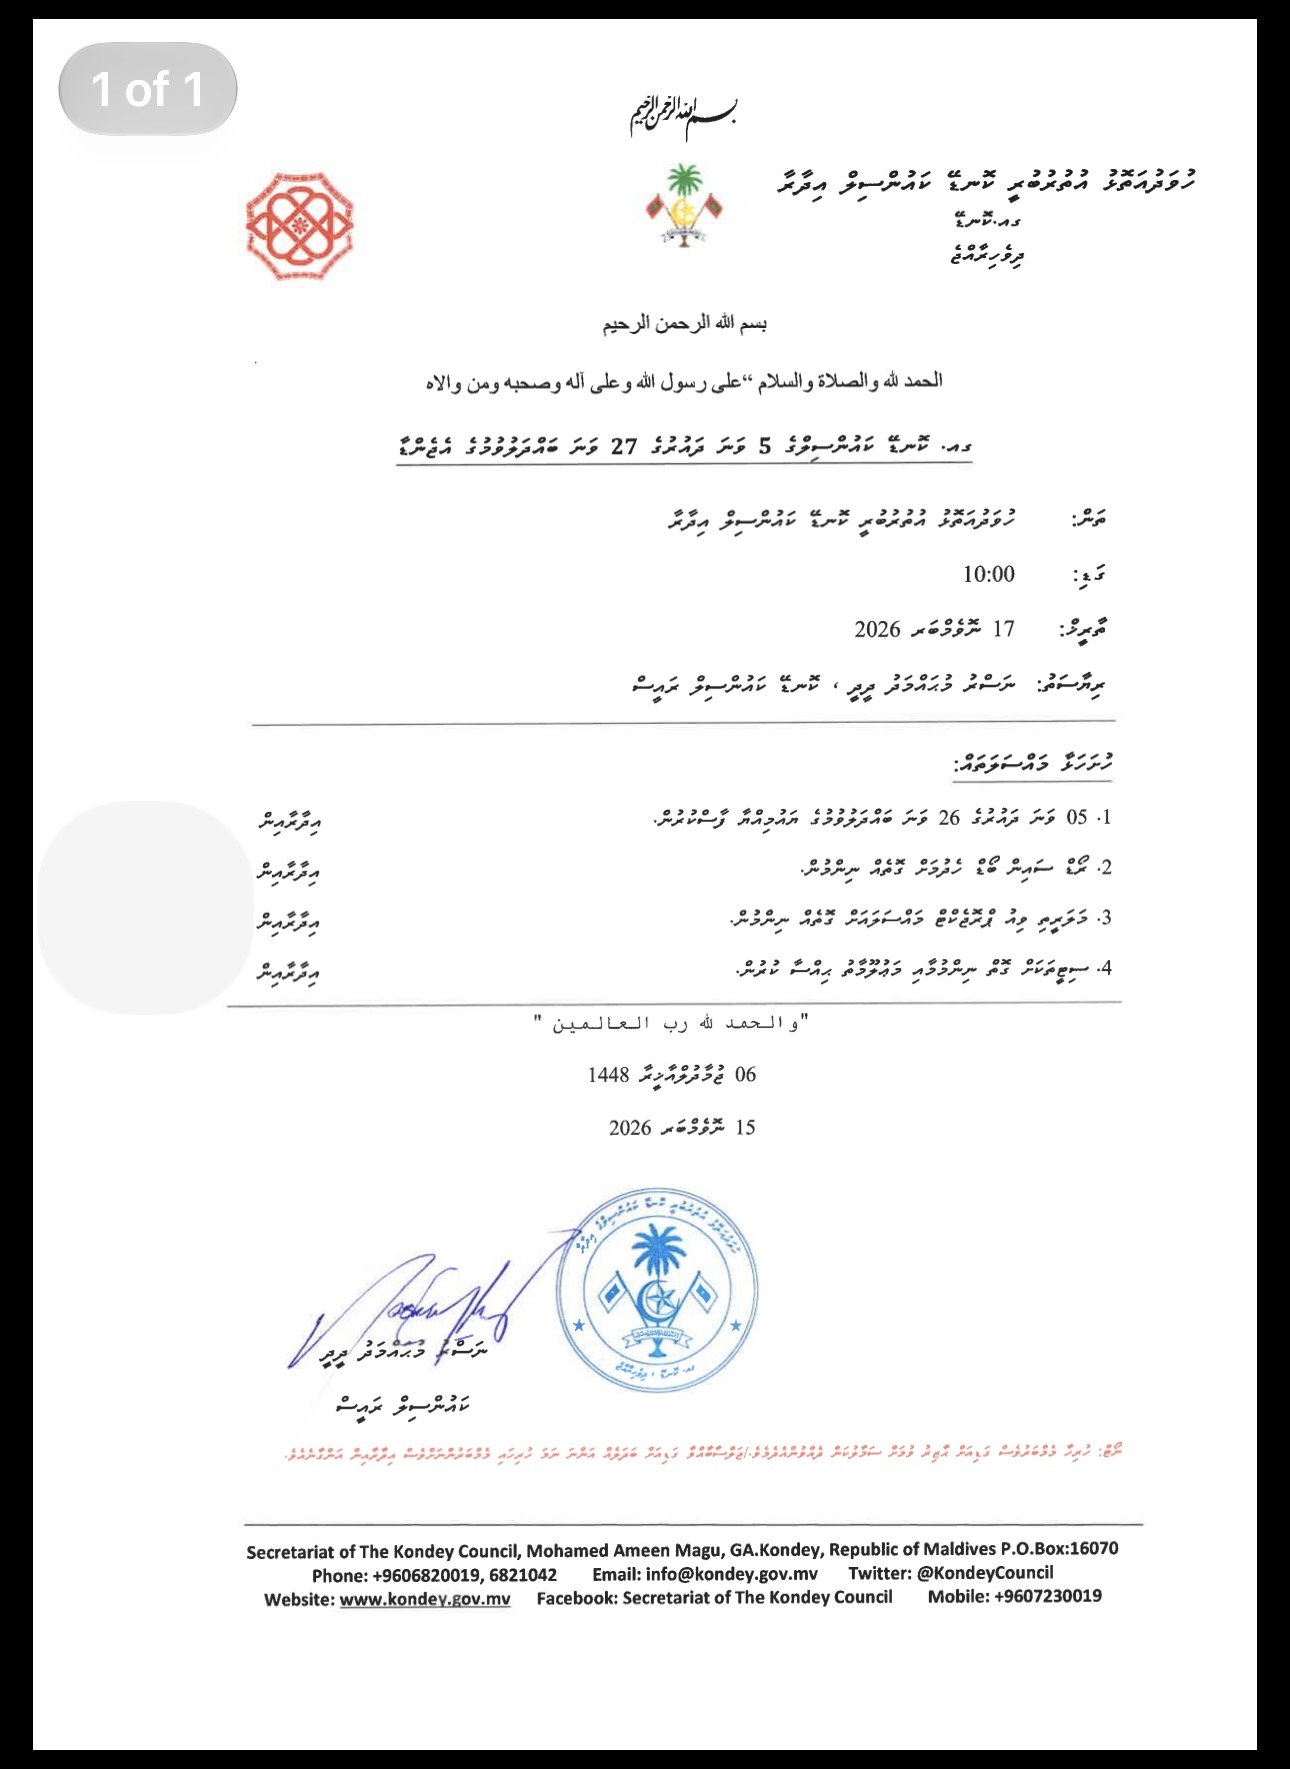 1 of 1
بسم الله الرحمن الرحيم
ހުވަދުއަތޮޅު އުތުރުބުރީ ކޮނޑޭ ކައުންސިލް އިދާރާ
ގއ.ކޮނޑޭ
ދިވެހިރާއްޖެ
بسم الله الرحمن الرحيم
الحمد لله والصلاة والسلام “على رسول الله وعلى آله وصحبه ومن والاه
ގއ. ކޮނޑޭ ކައުންސިލްގެ 5 ވަނަ ދައުރުގެ 27 ވަނަ ބައްދަލުވުމުގެ އެޖެންޑާ
ތަން: ހުވަދުއަތޮޅު އުތުރުބުރީ ކޮނޑޭ ކައުންސިލް އިދާރާ
ގަޑި: 10:00
ތާރީޚް: 17 ނޮވެމްބަރ 2026
ރިޔާސަތު: ނަސްރު މުޙައްމަދު ދީދީ ، ކޮނޑޭ ކައުންސިލް ރައީސް
ހުށަހަޅާ މައްސަލަތައް:
1. 05 ވަނަ ދައުރުގެ 26 ވަނަ ބައްދަލުވުމުގެ ޔައުމިއްޔާ ފާސްކުރުން. އިދާރާއިން
2. ރޯޑް ސައިން ބޯޑް ހެދުމަށް ގޮތެއް ނިންމުން. އިދާރާއިން
3. މަލަރީތި ވިއު ޕްރޮޖެކްޓް މައްސަލައަށް ގޮތެއް ނިންމުން. އިދާރާއިން
4. ސިޓީތަކަށް ގޮތް ނިންމުމާއި މަޢުލޫމާތު ޙިއްސާ ކުރުން. އިދާރާއިން
"والحمد لله رب العالمين "
06 ޖުމާދުލްއާޚިރާ 1448
15 ނޮވެމްބަރ 2026
ނަސްރު މުޙައްމަދު ދީދީ
ކައުންސިލް ރައީސް
ނޯޓް: ހުރިހާ މެމްބަރުވެސް ގަޑިއަށް ޙާޒިރު ވުމަށް ސަމާލުކަން ދެއްވުންއެދެމެވެ./ޖަލްސާބާއްވާ ގަޑިއަށް ބަދަލެއް އަންނަ ނަމަ ހުރިހައި މެމްބަރުންނަށްވެސް އިދާރާއިން އަންގާނެއެވެ.
Secretariat of The Kondey Council, Mohamed Ameen Magu, GA.Kondey, Republic of Maldives P.O.Box:16070
Phone: +9606820019, 6821042 Email: info@kondey.gov.mv Twitter: @KondeyCouncil
Website: www.kondey.gov.mv Facebook: Secretariat of The Kondey Council Mobile: +9607230019